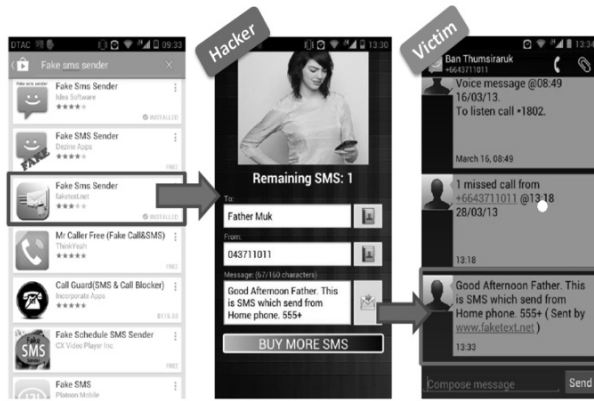 DTAC
09:33
Fake sms sender
Fake Sms Sender
Idea Software
INSTALLED
Fake SMS Sender
Dezine Apps
FAKE
FREE
Fake Sms Sender
faketext.net
INSTALLED
Mr Caller Free (Fake Call&SMS)
ThinkYeah
FREE
Call Guard(SMS & Call Blocker)
Incorporate Apps
Fake Schedule SMS Sender
CX Video Player Inc
Fake
SMS
FREE
Fake SMS
Platoon Mobile
Hacker
13:30
Remaining SMS: 1
To:
Father Muk
From:
043711011
Message: (67/160 characters)
Good Afternoon Father. This
is SMS which send from
Home phone. 555+
BUY MORE SMS
Victim
13:34
Ban Thumsiraruk
+6643711011
Voice message @08:49
16/03/13.
To listen call *1802.
March 16, 08:49
1 missed call from
+6643711011 @13:18
28/03/13
13:18
Good Afternoon Father. This
is SMS which send from
Home phone. 555+ ( Sent by
www.faketext.net )
13:33
Compose message
Send